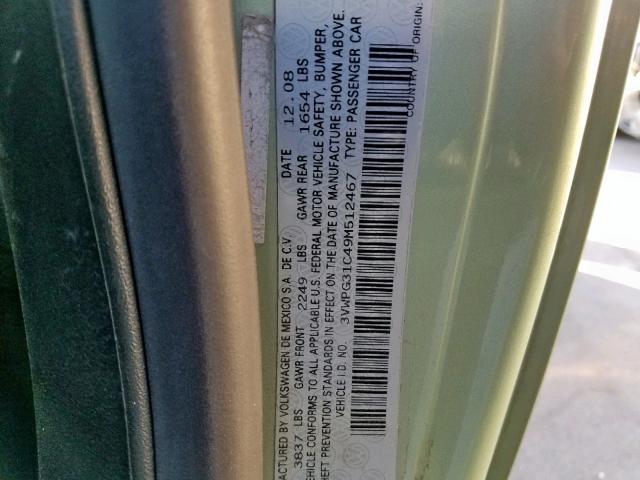 ACTURED BY VOLKSWAGEN DE MEXICO S.A. DE C.V. DATE 12.08
3837 LBS GAWR FRONT 2249 LBS GAWR REAR 1654 LBS
EHICLE CONFORMS TO ALL APPLICABLE U.S. FEDERAL MOTOR VEHICLE SAFETY, BUMPER,
HEFT PREVENTION STANDARDS IN EFFECT ON THE DATE OF MANUFACTURE SHOWN ABOVE.
VEHICLE I.D. NO. 3VWPG31C49M512467 TYPE: PASSENGER CAR
COUNTRY OF ORIGIN: